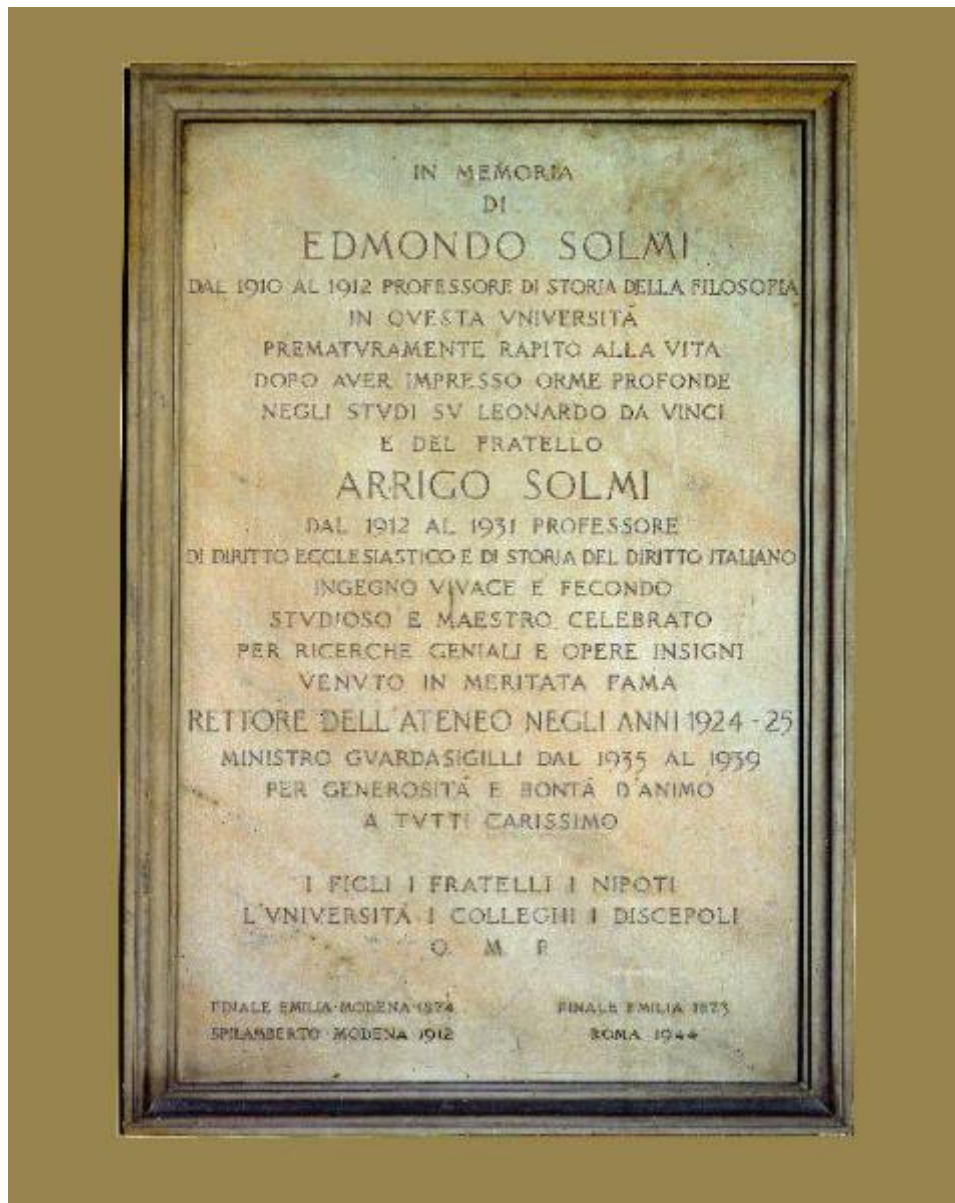 IN MEMORIA
DI
EDMONDO SOLMI
DAL 1910 AL 1912 PROFESSORE DI STORIA DELLA FILOSOFIA
IN QVESTA VNIVERSITÁ
PREMATVRAMENTE RAPITO ALLA VITA
DOPO AVER IMPRESSO ORME PROFONDE
NEGLI STVDI SV LEONARDO DA VINCI
E DEL FRATELLO
ARRIGO SOLMI
DAL 1912 AL 1931 PROFESSORE
DI DIRITTO ECCLESIASTICO E DI STORIA DEL DIRITTO ITALIANO
INGEGNO VIVACE E FECONDO
STVDIOSO E MAESTRO CELEBRATO
PER RICERCHE GENIALI E OPERE INSIGNI
VENVTO IN MERITATA FAMA
RETTORE DELL'ATENEO NEGLI ANNI 1924-25
MINISTRO GVARDASIGILLI DAL 1935 AL 1939
PER GENEROSITÁ E BONTÁ D'ANIMO
A TVTTI CARISSIMO
I FIGLI I FRATELLI I NIPOTI
L'VNIVERSITÁ I COLLEGHI I DISCEPOLI
O. M. P.
FINALE EMILIA·MODENA·1874
SPILAMBERTO·MODENA 1912
FINALE EMILIA 1873
ROMA 1944